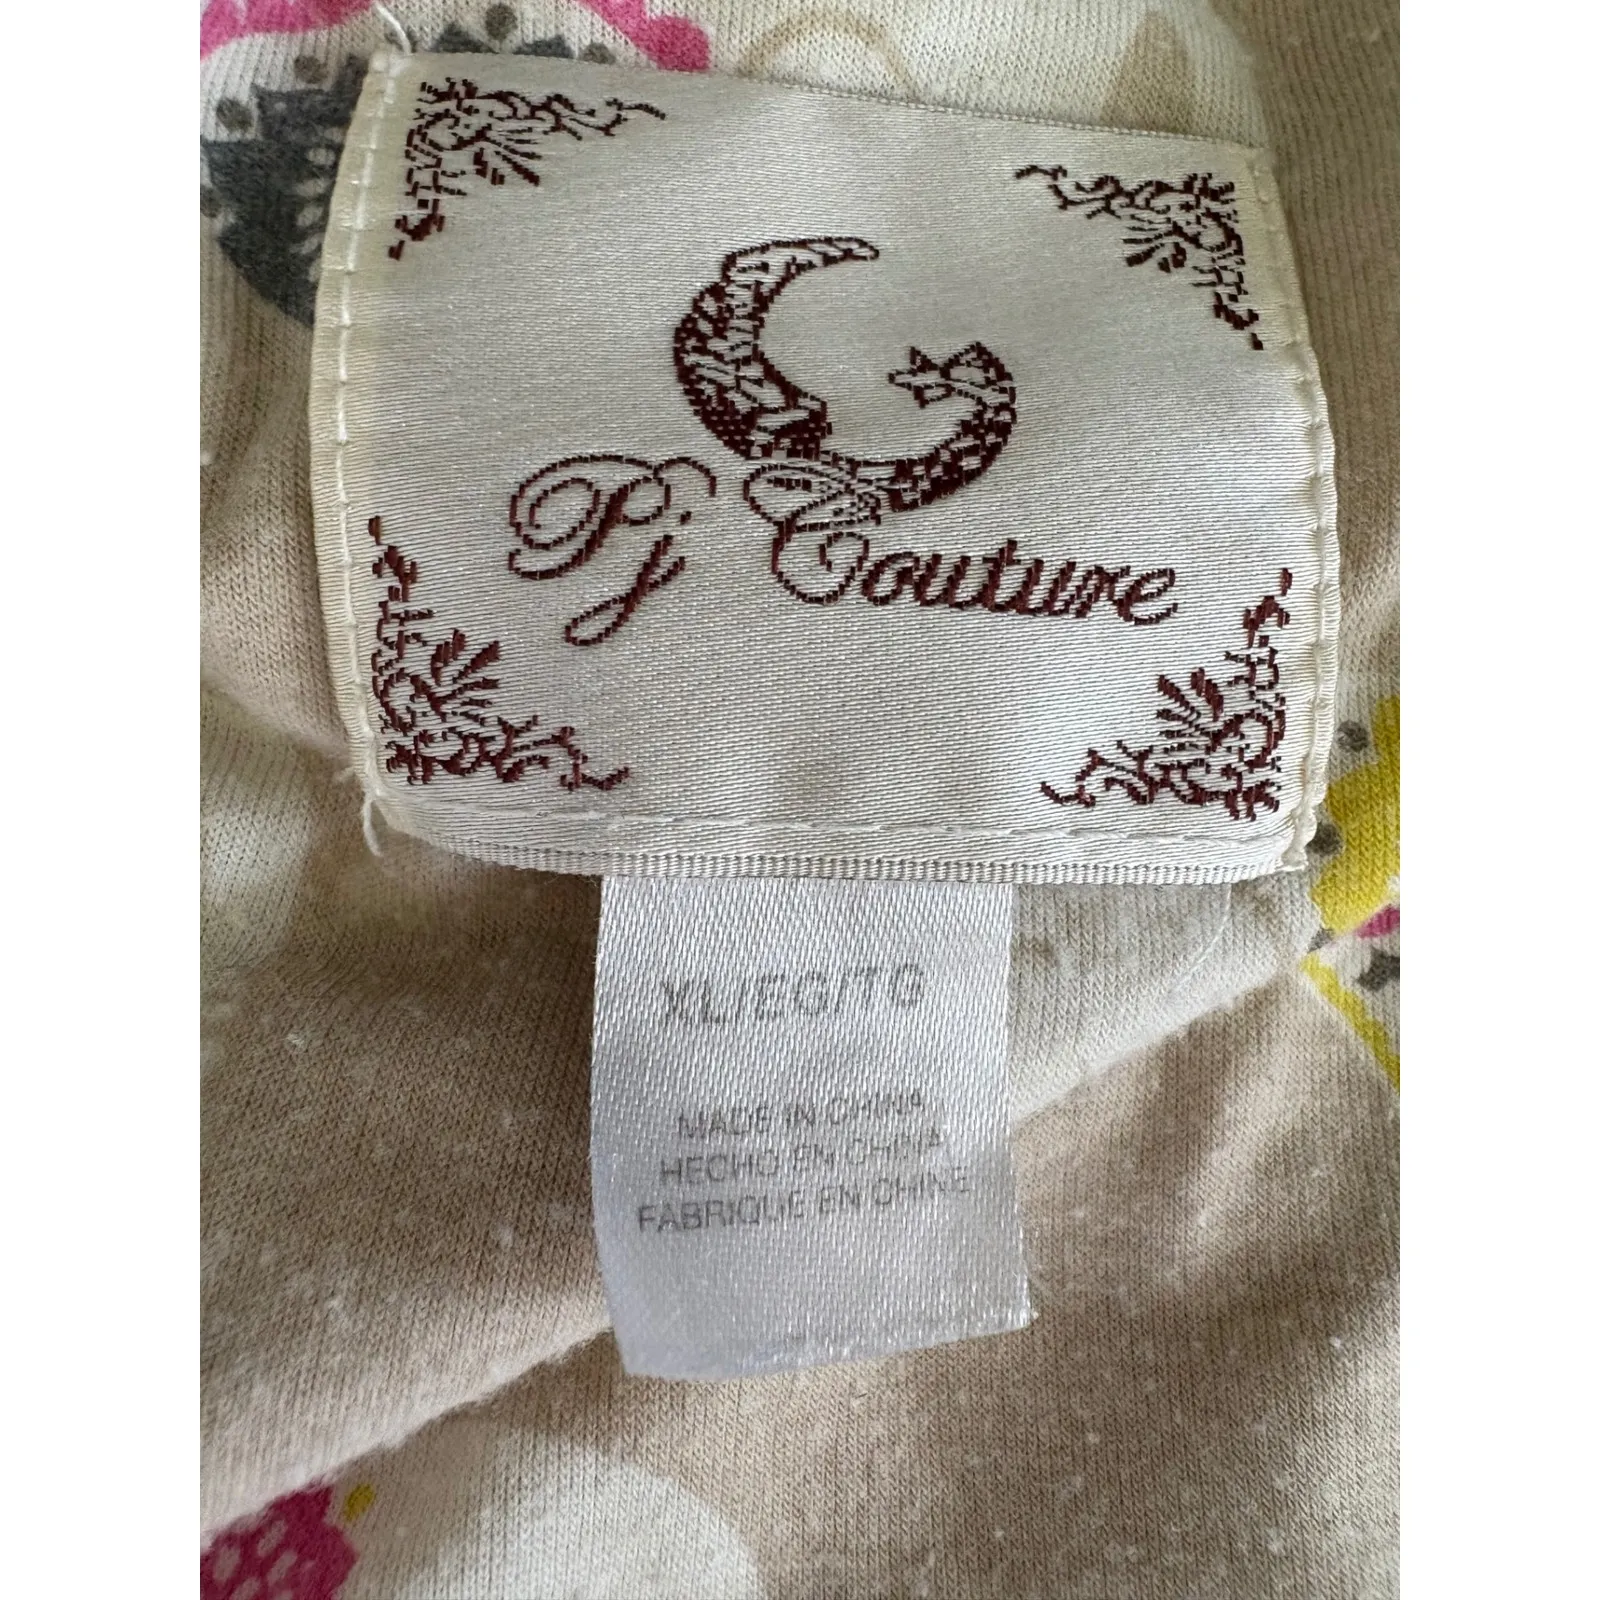 Pj Couture
XL/EG/TG
MADE IN CHINA
HECHO EN CHINA
FABRIQUE EN CHINE